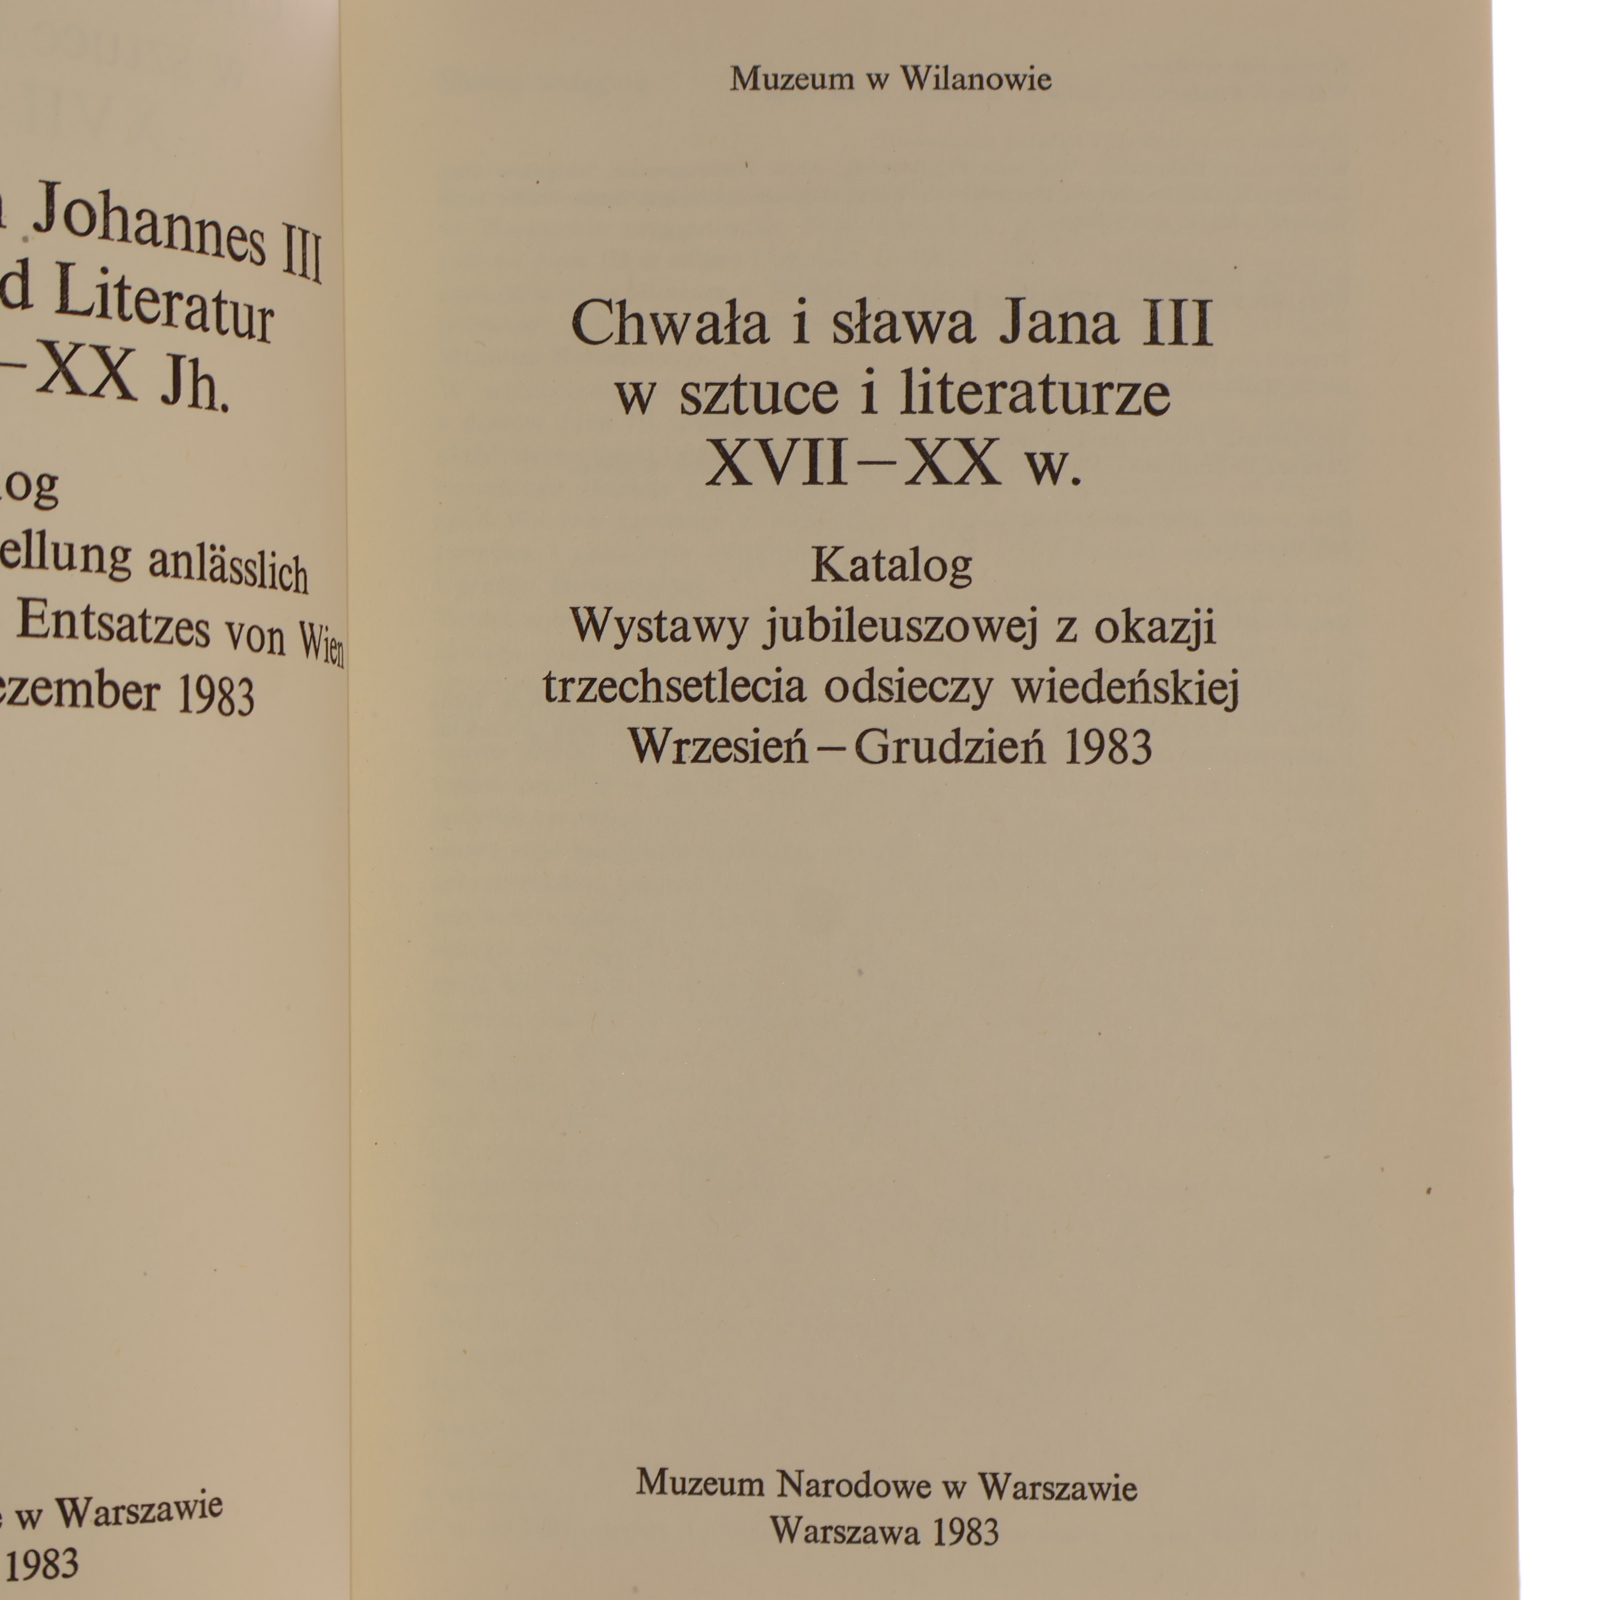 Johannes III
d Literatur
–XX Jh.
og
ellung anlässlich
Entsatzes von Wien
ezember 1983
w Warszawie
1983
Muzeum w Wilanowie
Chwała i sława Jana III
w sztuce i literaturze
XVII–XX w.
Katalog
Wystawy jubileuszowej z okazji
trzechsetlecia odsieczy wiedeńskiej
Wrzesień–Grudzień 1983
Muzeum Narodowe w Warszawie
Warszawa 1983